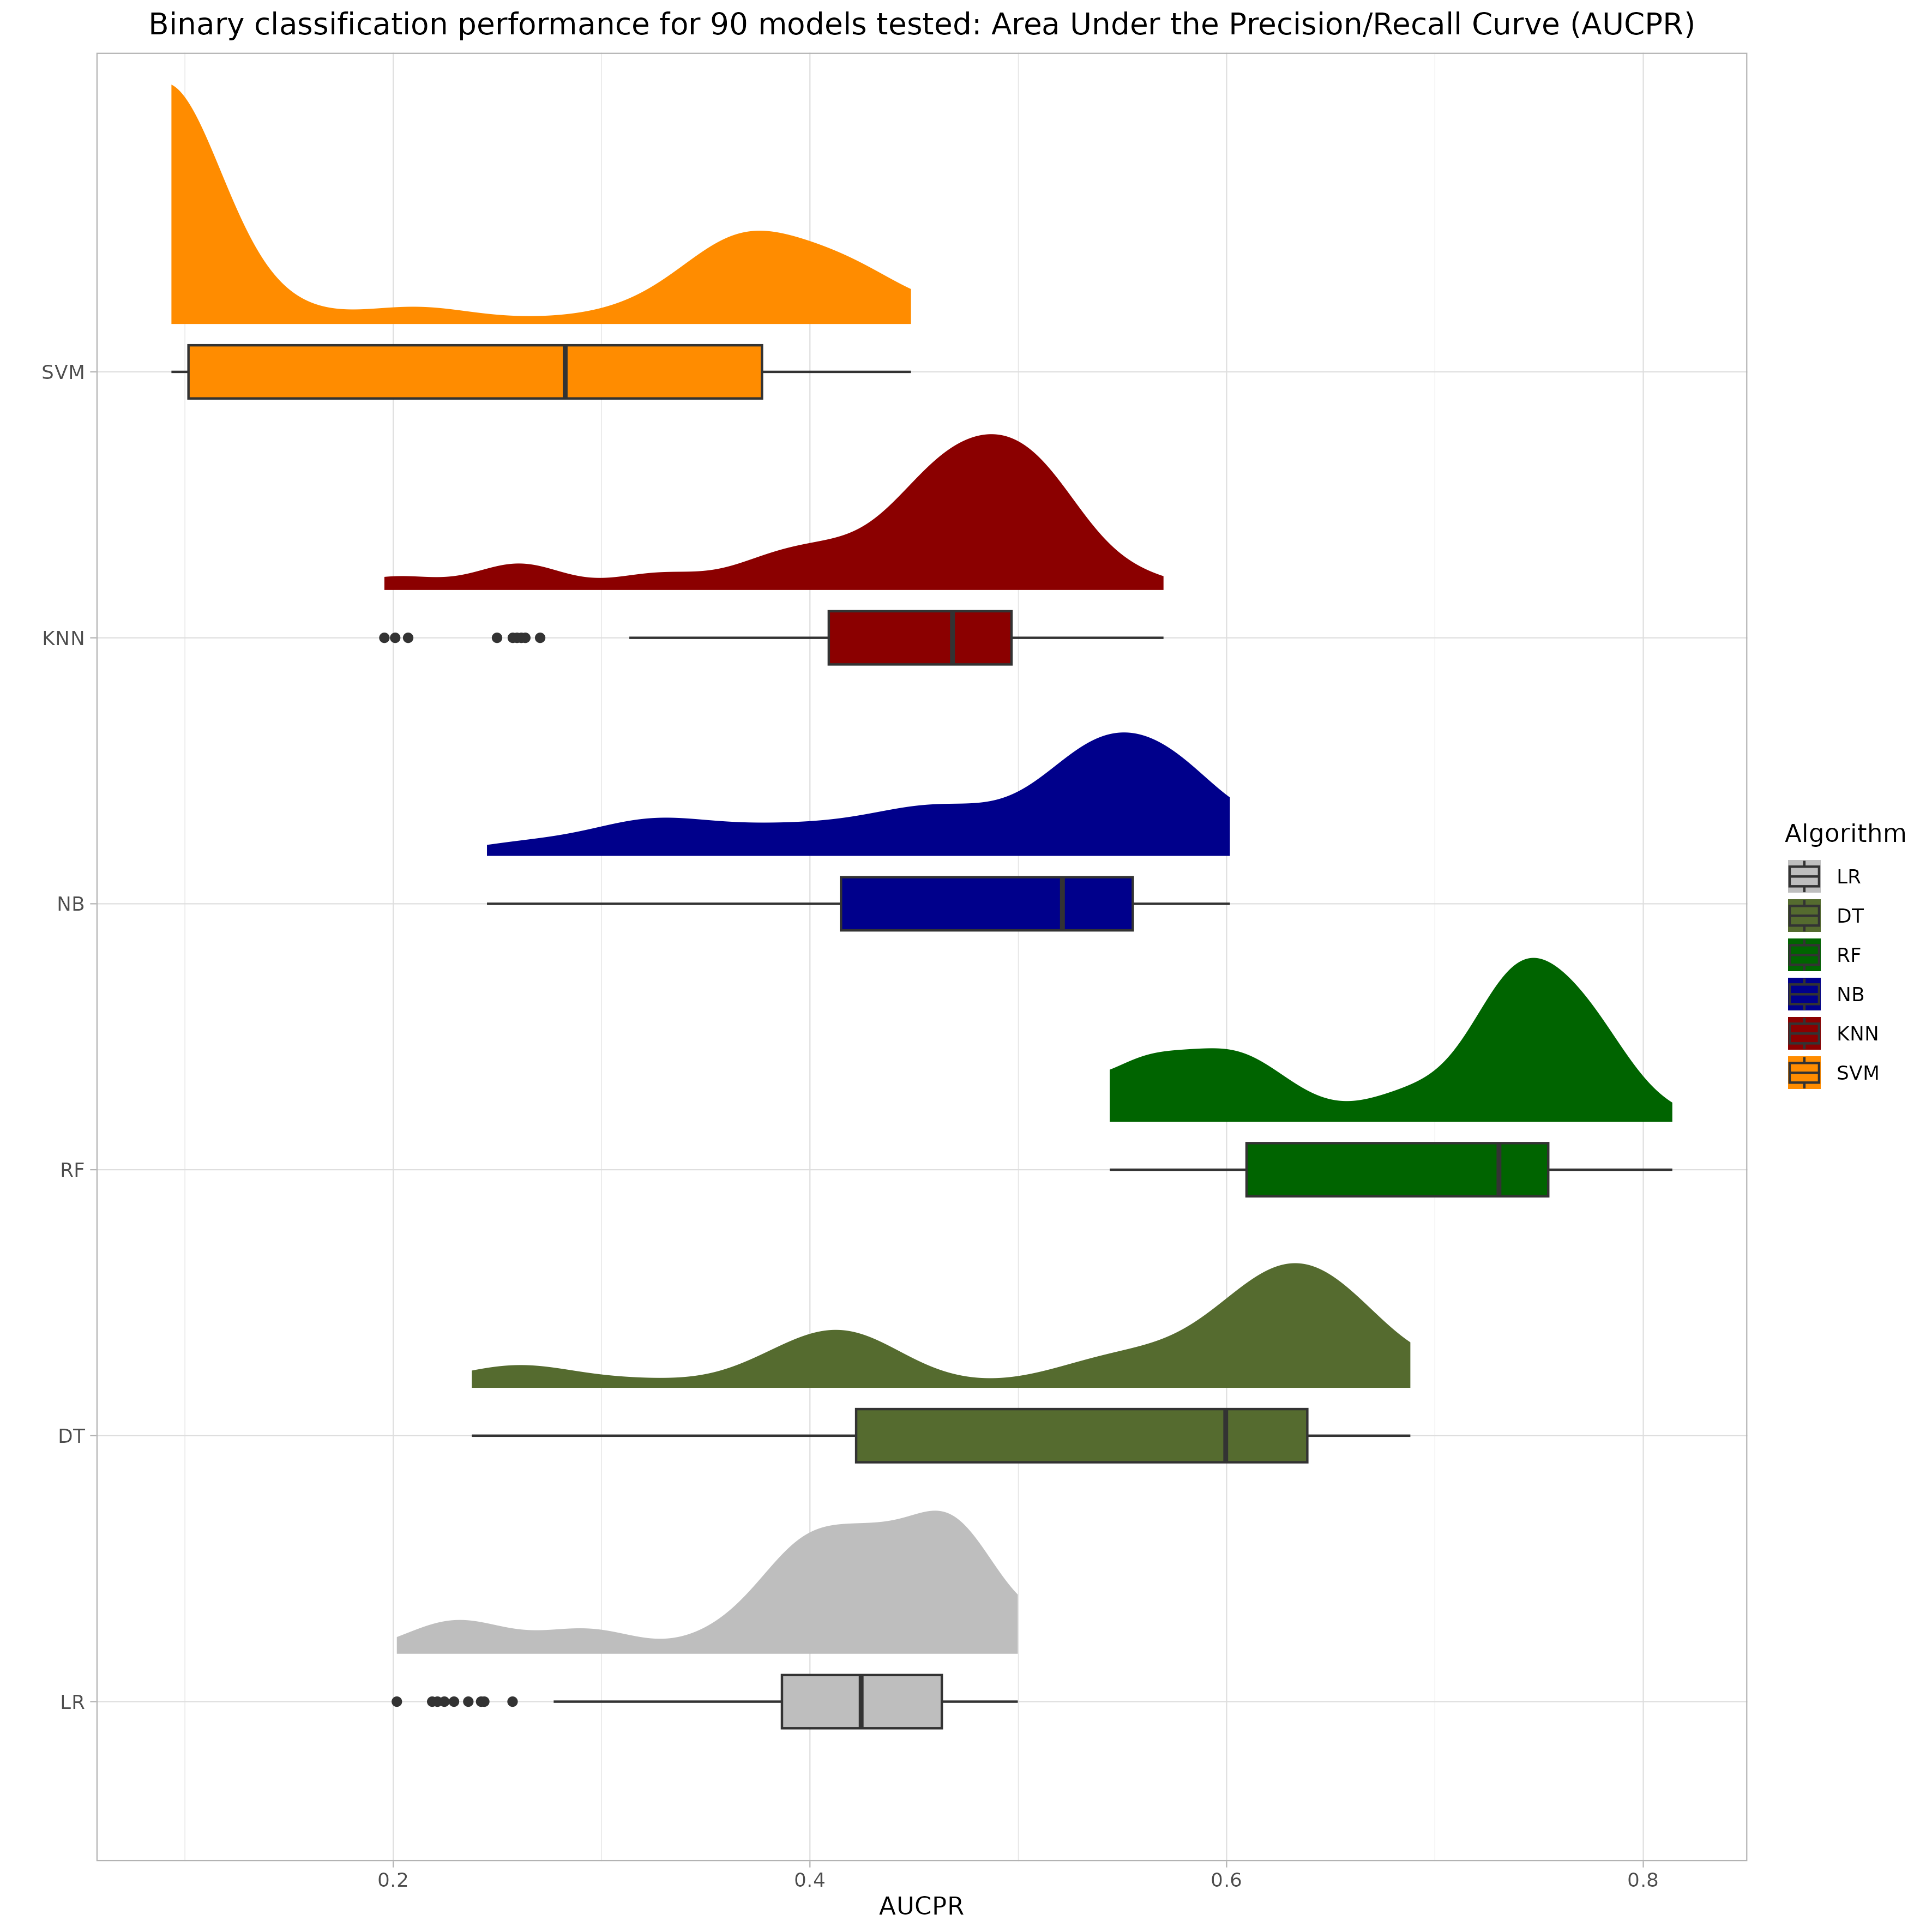 Binary classification performance for 90 models tested: Area Under the Precision/Recall Curve (AUCPR)
SVM
KNN
NB
RF
DT
LR
0.2 0.4 0.6 0.8
AUCPR
Algorithm
LR
DT
RF
NB
KNN
SVM